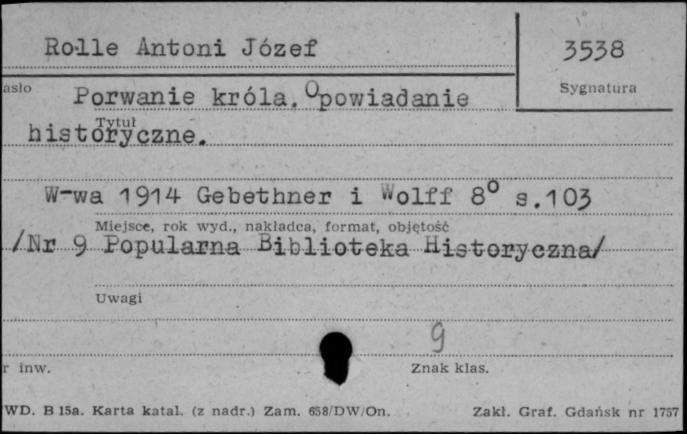 Rolle Antoni Józef
3538
Sygnatura
asło
Porwanie króla. Opowiadanie
Tytuł
historyczne.
W-wa 1914 Gebethner i Wolff 8° s.103
Miejsce, rok wyd., nakładca, format, objętość
/Nr 9 Popularna Biblioteka Historyczna/
Uwagi
9
r inw.
Znak klas.
WD. B 15a. Karta katal. (z nadr.) Zam. 658/DW/On.
Zakł. Graf. Gdańsk nr 1757